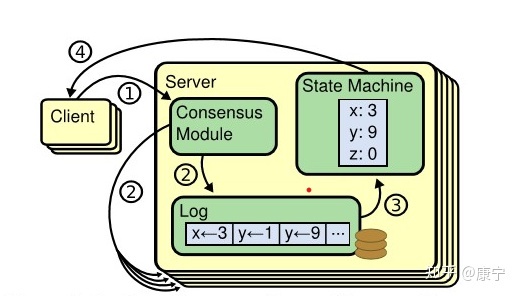 ④
Server
State Machine
①
Client
Consensus
Module
x: 3
y: 9
z: 0
②
②
③
Log
x←3 y←1 y←9 ...
知乎 @康宁